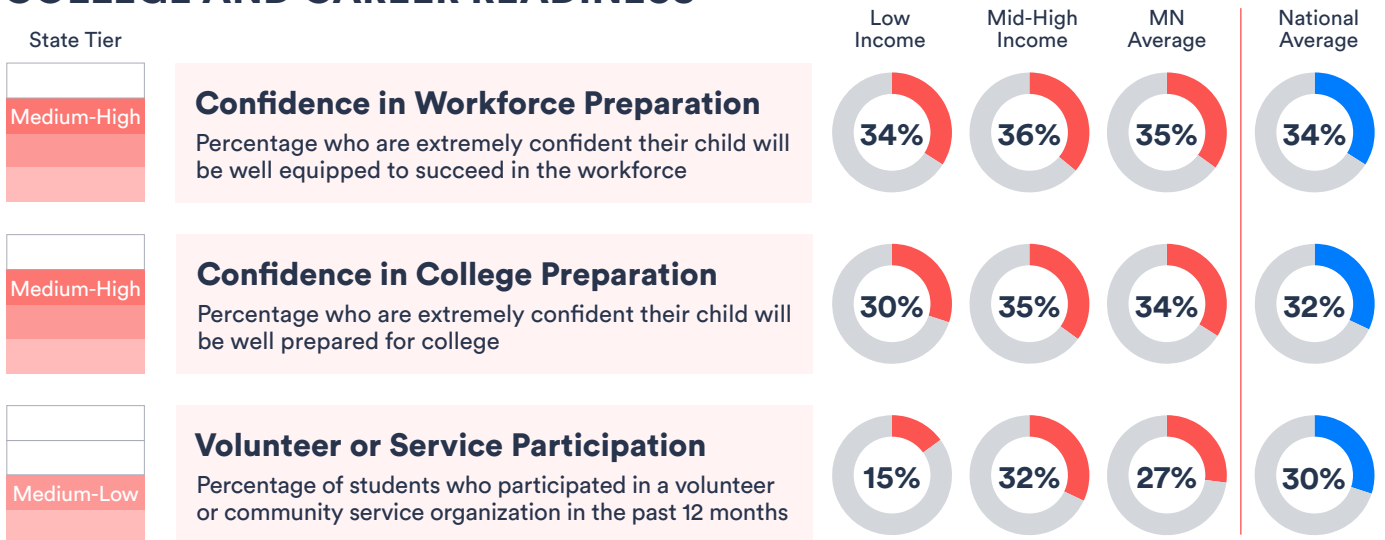 COLLEGE AND CAREER READINESS
State Tier
Low
Income
Mid-High
Income
MN
Average
National
Average
Medium-High
Confidence in Workforce Preparation
Percentage who are extremely confident their child will
be well equipped to succeed in the workforce
34%
36%
35%
34%
Medium-High
Confidence in College Preparation
Percentage who are extremely confident their child will
be well prepared for college
30%
35%
34%
32%
Medium-Low
Volunteer or Service Participation
Percentage of students who participated in a volunteer
or community service organization in the past 12 months
15%
32%
27%
30%